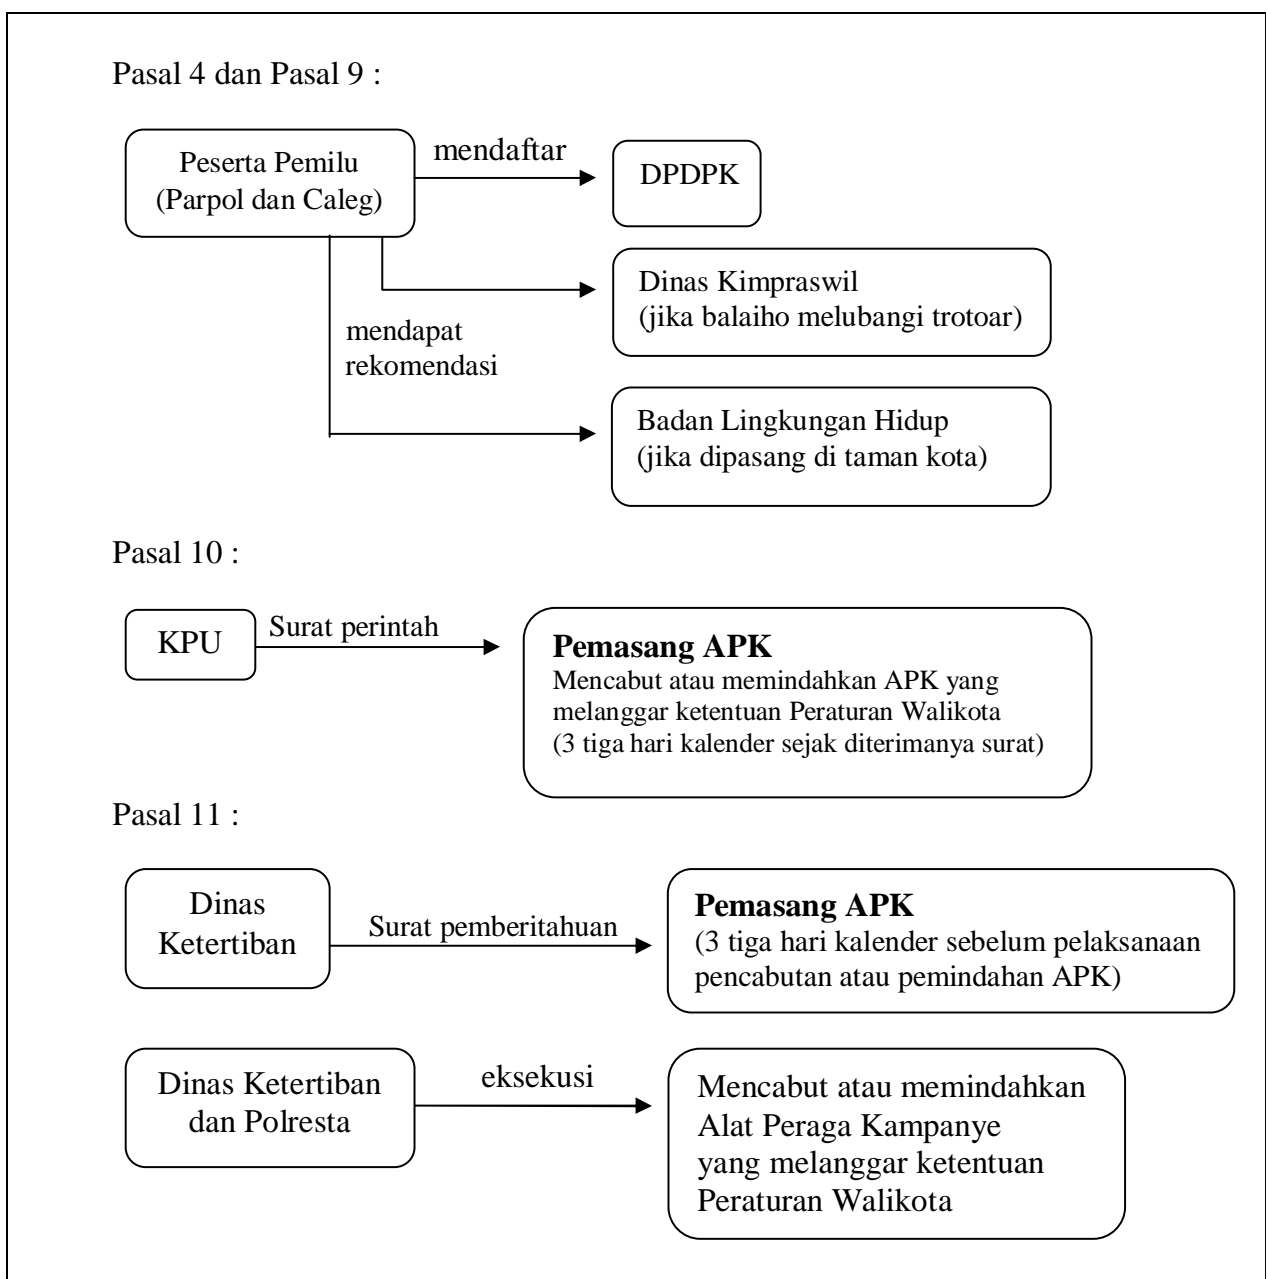 Pasal 4 dan Pasal 9 :
Peserta Pemilu
(Parpol dan Caleg)
mendaftar
DPDPK
Dinas Kimpraswil
(jika balaiho melubangi trotoar)
mendapat
rekomendasi
Badan Lingkungan Hidup
(jika dipasang di taman kota)
Pasal 10 :
KPU
Surat perintah
Pemasang APK
Mencabut atau memindahkan APK yang
melanggar ketentuan Peraturan Walikota
(3 tiga hari kalender sejak diterimanya surat)
Pasal 11 :
Dinas
Ketertiban
Surat pemberitahuan
Pemasang APK
(3 tiga hari kalender sebelum pelaksanaan
pencabutan atau pemindahan APK)
Dinas Ketertiban
dan Polresta
eksekusi
Mencabut atau memindahkan
Alat Peraga Kampanye
yang melanggar ketentuan
Peraturan Walikota